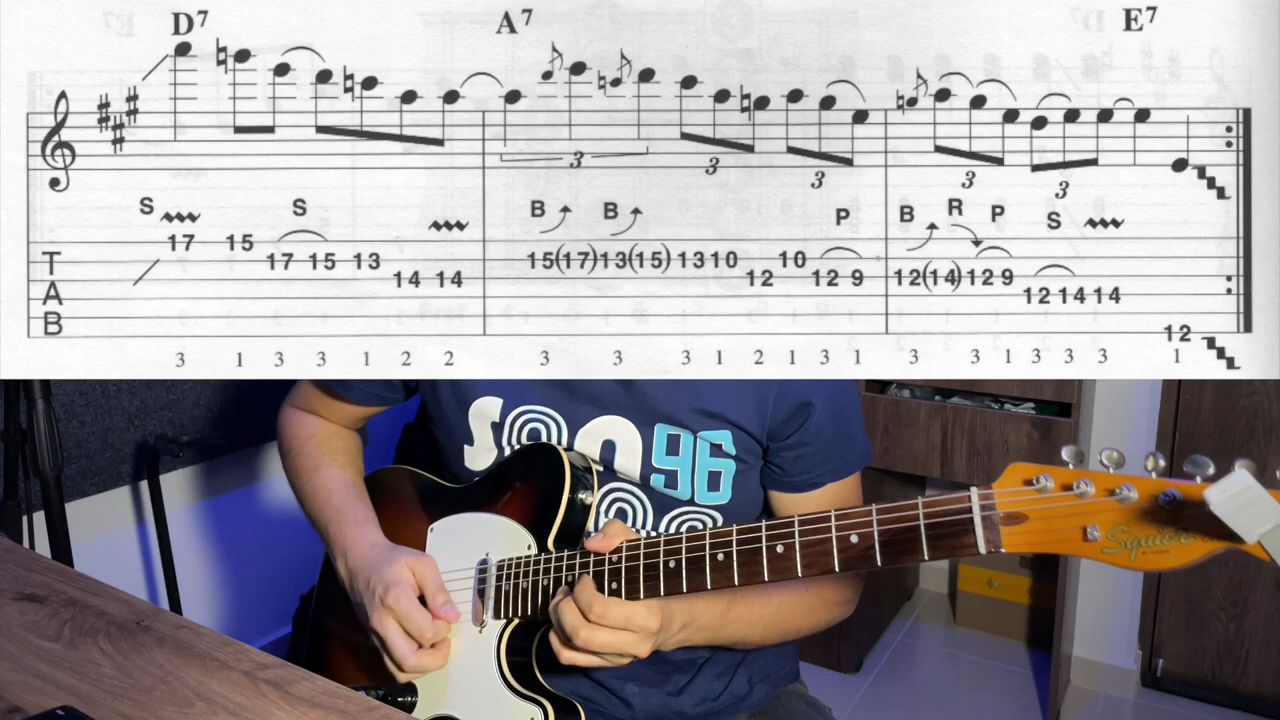 D7 A7 E7
3 3 3 3 3
S S B B P B R P S
17 15 17 15 13 14 14 15(17) 13(15) 13 10 12 10 12 9 12(14) 12 9 12 14 14 12
T
A
B
3 1 3 3 1 2 2 3 3 3 1 2 1 3 1 3 3 1 3 3 3 1
96
Squier